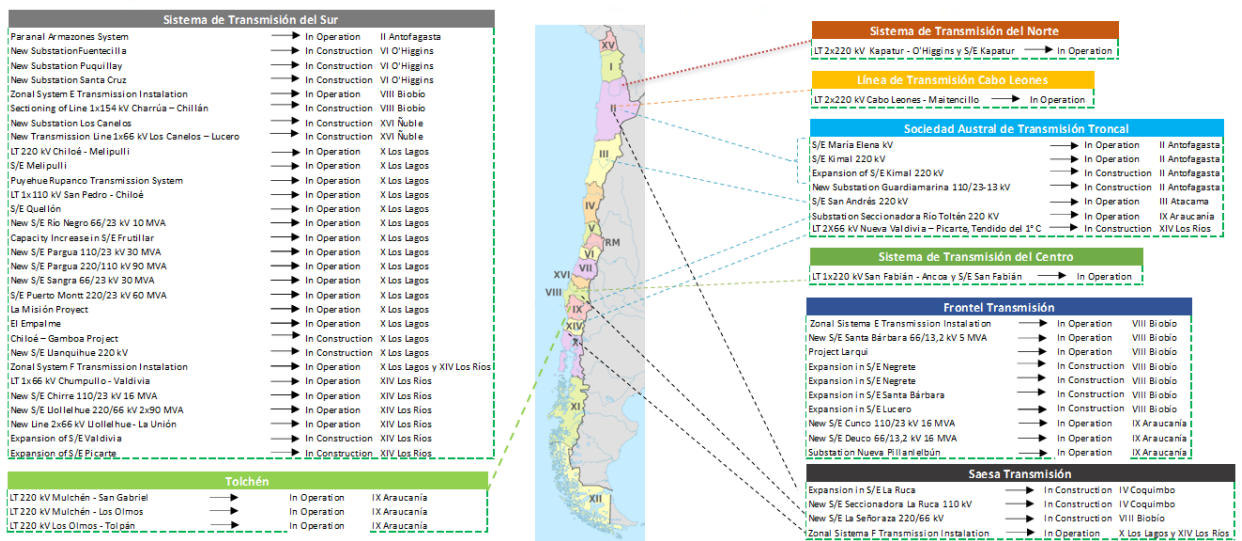 Sistema de Transmisión del Sur
Paranal Armazones System In Operation II Antofagasta
New SubstationFuentecilla In Construction VI O'Higgins
New Substation Puquillay In Construction VI O'Higgins
New Substation Santa Cruz In Construction VI O'Higgins
Zonal System E Transmission Instalation In Operation VIII Biobío
Sectioning of Line 1x154 kV Charrúa – Chillán In Construction VIII Biobío
New Substation Los Canelos In Construction XVI Ñuble
New Transmission Line 1x66 kV Los Canelos – Lucero In Construction XVI Ñuble
LT 220 kV Chiloé - Melipulli In Operation X Los Lagos
S/E Melipulli In Operation X Los Lagos
Puyehue Rupanco Transmission System In Operation X Los Lagos
LT 1x110 kV San Pedro - Chiloé In Operation X Los Lagos
S/E Quellón In Operation X Los Lagos
New S/E Río Negro 66/23 kV 10 MVA In Operation X Los Lagos
Capacity Increase in S/E Frutillar In Operation X Los Lagos
New S/E Pargua 110/23 kV 30 MVA In Operation X Los Lagos
New S/E Pargua 220/110 kV 90 MVA In Operation X Los Lagos
New S/E Sangra 66/23 kV 30 MVA In Operation X Los Lagos
S/E Puerto Montt 220/23 kV 60 MVA In Operation X Los Lagos
La Misión Proyect In Operation X Los Lagos
El Empalme In Operation X Los Lagos
Chiloé – Gamboa Project In Construction X Los Lagos
New S/E Llanquihue 220 kV In Construction X Los Lagos
Zonal System F Transmission Instalation In Operation X Los Lagos y XIV Los Ríos
LT 1x66 kV Chumpullo - Valdivia In Operation XIV Los Ríos
New S/E Chirre 110/23 kV 16 MVA In Operation XIV Los Ríos
New S/E Llollelhue 220/66 kV 2x90 MVA In Operation XIV Los Ríos
New Line 2x66 kV Llollelhue - La Unión In Operation XIV Los Ríos
Expansion of S/E Valdivia In Construction XIV Los Ríos
Expansion of S/E Picarte In Construction XIV Los Ríos
Tolchén
LT 220 kV Mulchén - San Gabriel In Operation IX Araucanía
LT 220 kV Mulchén - Los Olmos In Operation IX Araucanía
LT 220 kV Los Olmos - Tolpán In Operation IX Araucanía
XV
I
II
III
IV
V
RM
VI
VII
XVI
VIII
IX
XIV
X
XI
XII
Sistema de Transmisión del Norte
LT 2x220 kV Kapatur - O'Higgins y S/E Kapatur In Operation
Línea de Transmisión Cabo Leones
LT 2x220 kV Cabo Leones - Maitencillo In Operation
Sociedad Austral de Transmisión Troncal
S/E María Elena kV In Operation II Antofagasta
S/E Kimal 220 kV In Operation II Antofagasta
Expansion of S/E Kimal 220 kV In Construction II Antofagasta
New Substation Guardiamarina 110/23-13 kV In Construction II Antofagasta
S/E San Andrés 220 kV In Operation III Atacama
Substation Seccionadora Río Toltén 220 KV In Operation IX Araucanía
LT 2X66 kV Nueva Valdivia – Picarte, Tendido del 1° C In Construction XIV Los Ríos
Sistema de Transmisión del Centro
LT 1x220 kV San Fabián - Ancoa y S/E San Fabián In Operation
Frontel Transmisión
Zonal Sistema E Transmission Instalation In Operation VIII Biobío
New S/E Santa Bárbara 66/13,2 kV 5 MVA In Operation VIII Biobío
Project Larqui In Operation VIII Biobío
Expansion in S/E Negrete In Construction VIII Biobío
Expansion in S/E Negrete In Construction VIII Biobío
Expansion in S/E Santa Bárbara In Construction VIII Biobío
Expansion in S/E Lucero In Construction VIII Biobío
New S/E Cunco 110/23 kV 16 MVA In Operation IX Araucanía
New S/E Deuco 66/13,2 kV 16 MVA In Operation IX Araucanía
Substation Nueva Pillanlelbún In Operation IX Araucanía
Saesa Transmisión
Expansion in S/E La Ruca In Construction IV Coquimbo
New S/E Seccionadora La Ruca 110 kV In Construction IV Coquimbo
New S/E La Señoraza 220/66 kV In Construction VIII Biobío
Zonal Sistema F Transmission Instalation In Operation X Los Lagos y XIV Los Ríos